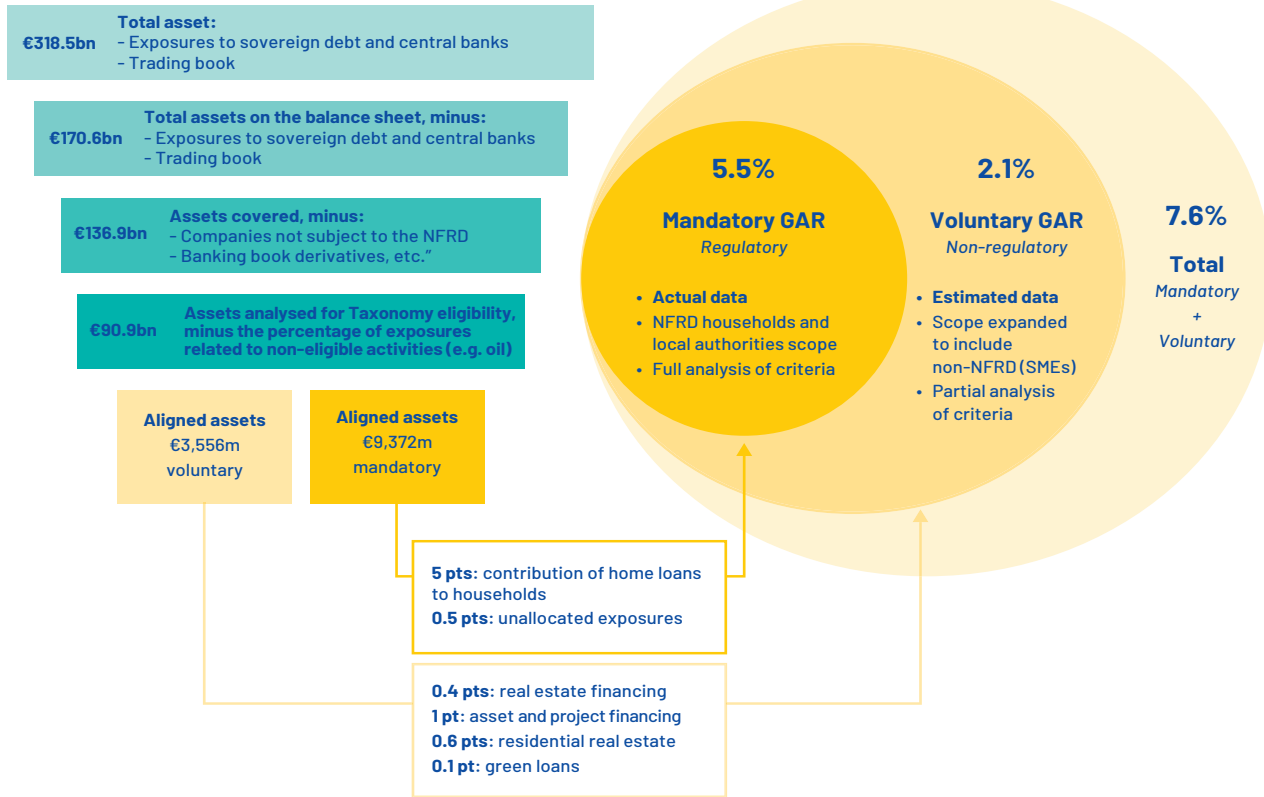 €318.5bn
Total asset:
- Exposures to sovereign debt and central banks
- Trading book
€170.6bn
Total assets on the balance sheet, minus:
- Exposures to sovereign debt and central banks
- Trading book
€136.9bn
Assets covered, minus:
- Companies not subject to the NFRD
- Banking book derivatives, etc.”
€90.9bn
Assets analysed for Taxonomy eligibility,
minus the percentage of exposures
related to non-eligible activities (e.g. oil)
Aligned assets
€3,556m
voluntary
Aligned assets
€9,372m
mandatory
5.5%
Mandatory GAR
Regulatory
• Actual data
• NFRD households and
local authorities scope
• Full analysis of criteria
2.1%
Voluntary GAR
Non-regulatory
• Estimated data
• Scope expanded
to include
non-NFRD (SMEs)
• Partial analysis
of criteria
7.6%
Total
Mandatory
+
Voluntary
5 pts: contribution of home loans
to households
0.5 pts: unallocated exposures
0.4 pts: real estate financing
1 pt: asset and project financing
0.6 pts: residential real estate
0.1 pt: green loans